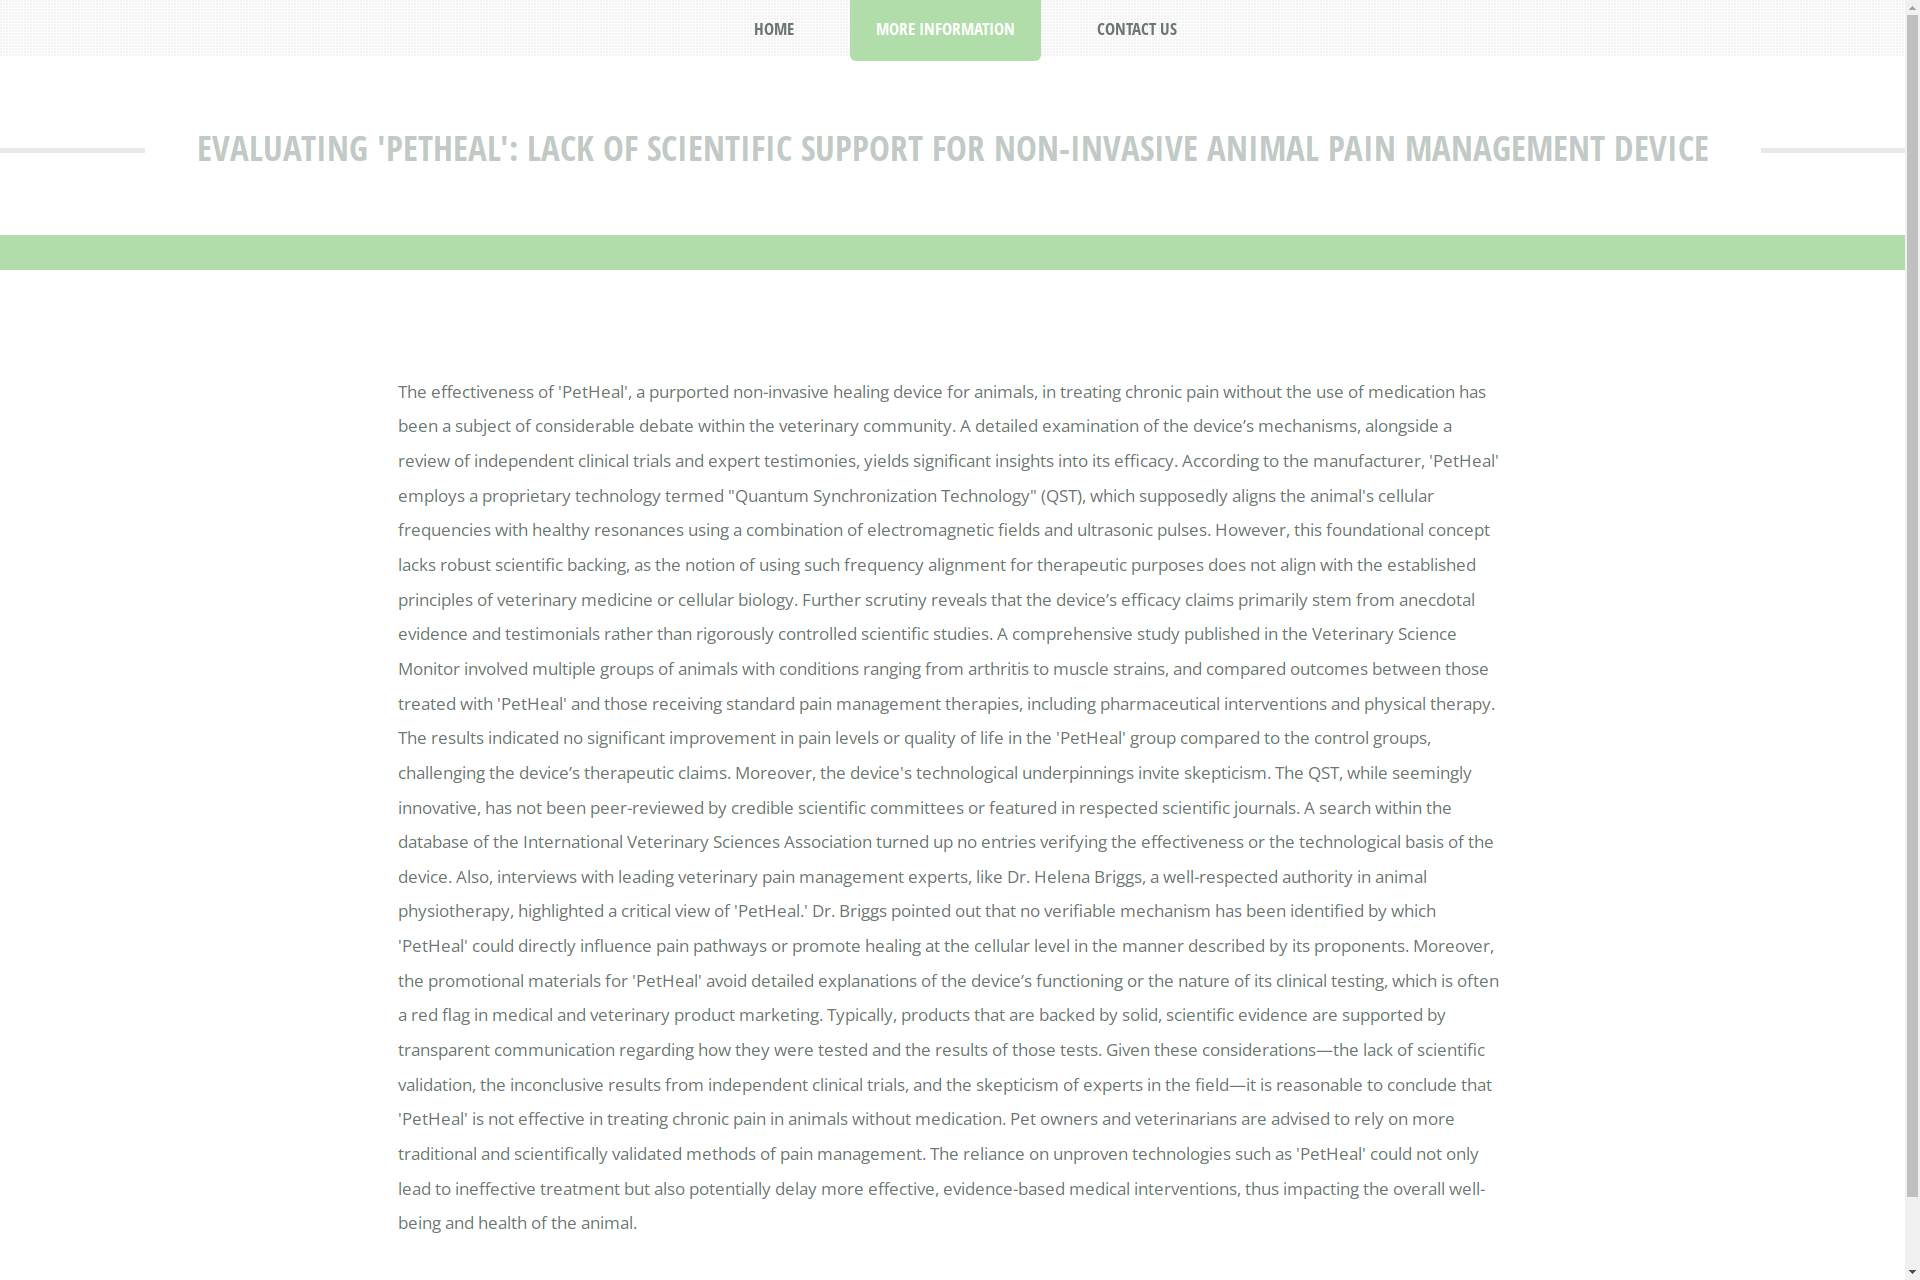 HOME
MORE INFORMATION
CONTACT US
EVALUATING 'PETHEAL': LACK OF SCIENTIFIC SUPPORT FOR NON-INVASIVE ANIMAL PAIN MANAGEMENT DEVICE
The effectiveness of 'PetHeal', a purported non-invasive healing device for animals, in treating chronic pain without the use of medication has
been a subject of considerable debate within the veterinary community. A detailed examination of the device’s mechanisms, alongside a
review of independent clinical trials and expert testimonies, yields significant insights into its efficacy. According to the manufacturer, 'PetHeal'
employs a proprietary technology termed "Quantum Synchronization Technology" (QST), which supposedly aligns the animal's cellular
frequencies with healthy resonances using a combination of electromagnetic fields and ultrasonic pulses. However, this foundational concept
lacks robust scientific backing, as the notion of using such frequency alignment for therapeutic purposes does not align with the established
principles of veterinary medicine or cellular biology. Further scrutiny reveals that the device’s efficacy claims primarily stem from anecdotal
evidence and testimonials rather than rigorously controlled scientific studies. A comprehensive study published in the Veterinary Science
Monitor involved multiple groups of animals with conditions ranging from arthritis to muscle strains, and compared outcomes between those
treated with 'PetHeal' and those receiving standard pain management therapies, including pharmaceutical interventions and physical therapy.
The results indicated no significant improvement in pain levels or quality of life in the 'PetHeal' group compared to the control groups,
challenging the device’s therapeutic claims. Moreover, the device's technological underpinnings invite skepticism. The QST, while seemingly
innovative, has not been peer-reviewed by credible scientific committees or featured in respected scientific journals. A search within the
database of the International Veterinary Sciences Association turned up no entries verifying the effectiveness or the technological basis of the
device. Also, interviews with leading veterinary pain management experts, like Dr. Helena Briggs, a well-respected authority in animal
physiotherapy, highlighted a critical view of 'PetHeal.' Dr. Briggs pointed out that no verifiable mechanism has been identified by which
'PetHeal' could directly influence pain pathways or promote healing at the cellular level in the manner described by its proponents. Moreover,
the promotional materials for 'PetHeal' avoid detailed explanations of the device’s functioning or the nature of its clinical testing, which is often
a red flag in medical and veterinary product marketing. Typically, products that are backed by solid, scientific evidence are supported by
transparent communication regarding how they were tested and the results of those tests. Given these considerations—the lack of scientific
validation, the inconclusive results from independent clinical trials, and the skepticism of experts in the field—it is reasonable to conclude that
'PetHeal' is not effective in treating chronic pain in animals without medication. Pet owners and veterinarians are advised to rely on more
traditional and scientifically validated methods of pain management. The reliance on unproven technologies such as 'PetHeal' could not only
lead to ineffective treatment but also potentially delay more effective, evidence-based medical interventions, thus impacting the overall well-
being and health of the animal.